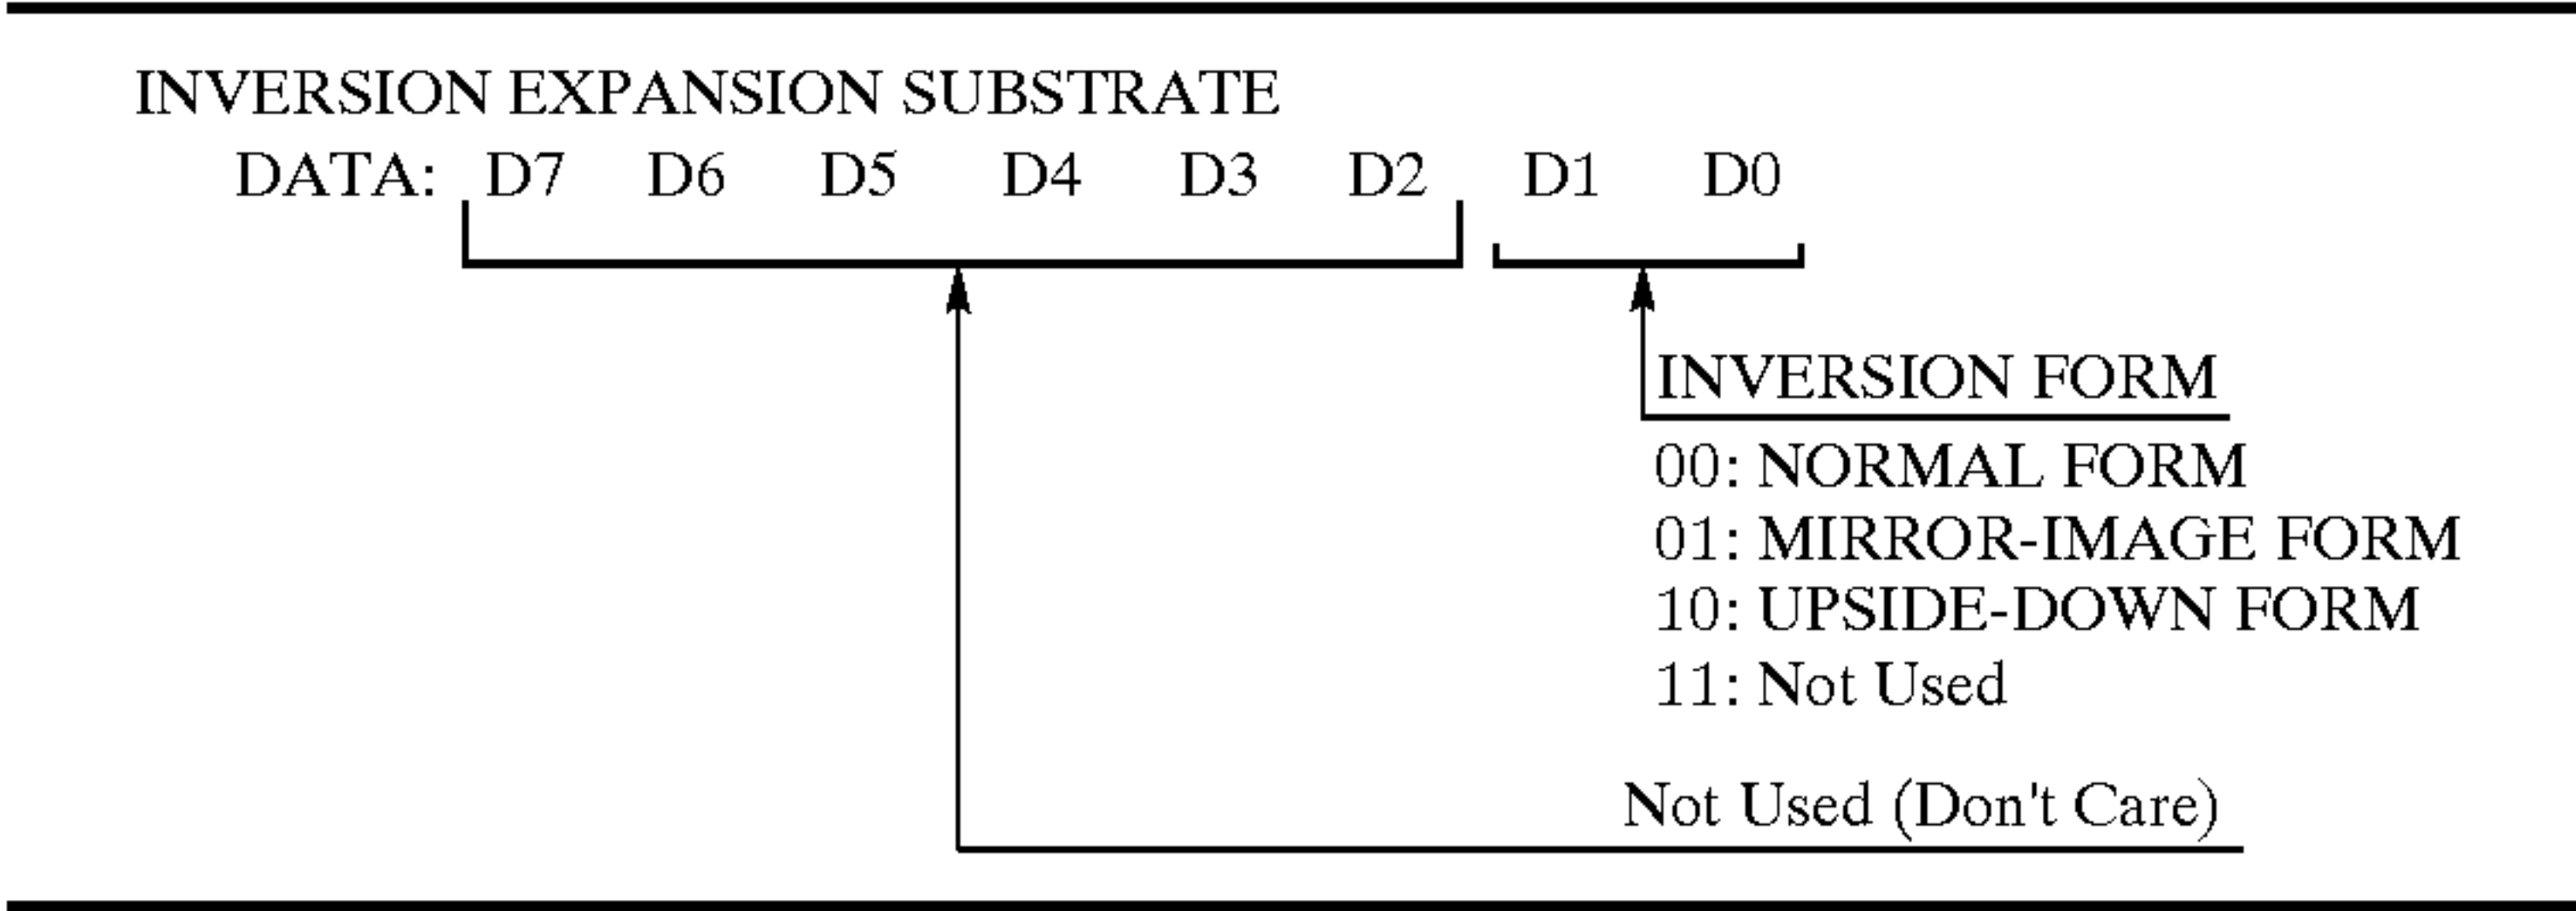 INVERSION EXPANSION SUBSTRATE
DATA: D7 D6 D5 D4 D3 D2 D1 D0
INVERSION FORM
00: NORMAL FORM
01: MIRROR-IMAGE FORM
10: UPSIDE-DOWN FORM
11: Not Used
Not Used (Don't Care)